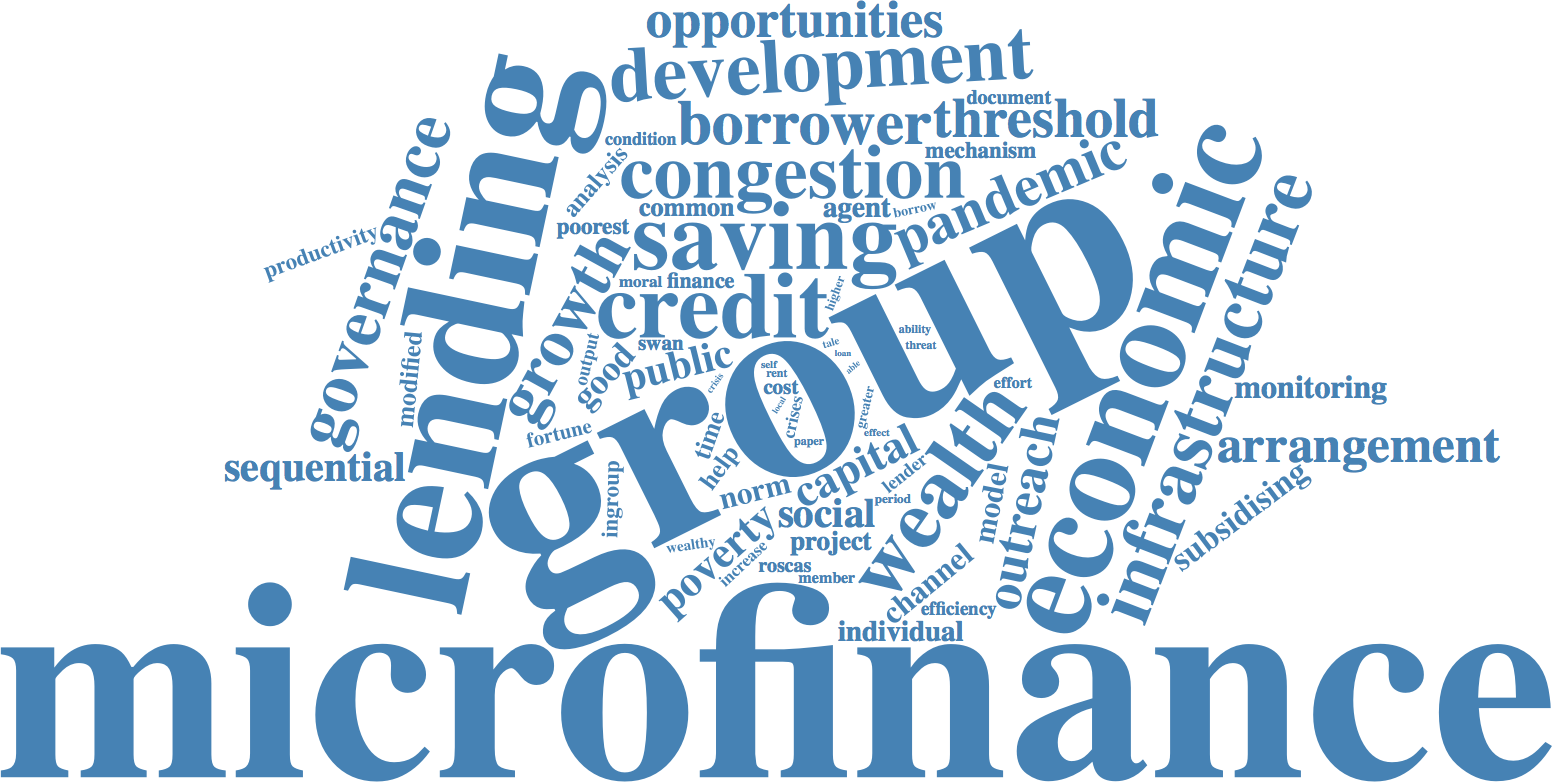 opportunities
development
document
borrower
threshold
condition
mechanism
analysis
congestion
pandemic
common
agent
borrow
poorest
saving
productivity
governance
lending
growth
moral
finance
credit
higher
modified
output
good
swan
public
crisis
group
tale
loan
able
ability
threat
self
rent
cost
local
crises
paper
greater
effect
effort
economic
infrastructure
monitoring
arrangement
subsidising
sequential
fortune
ingroup
time
help
norm
capital
lender
period
wealth
model
outreach
social
project
wealthy
poverty
increase
roscas
member
channel
efficiency
individual
microfinance